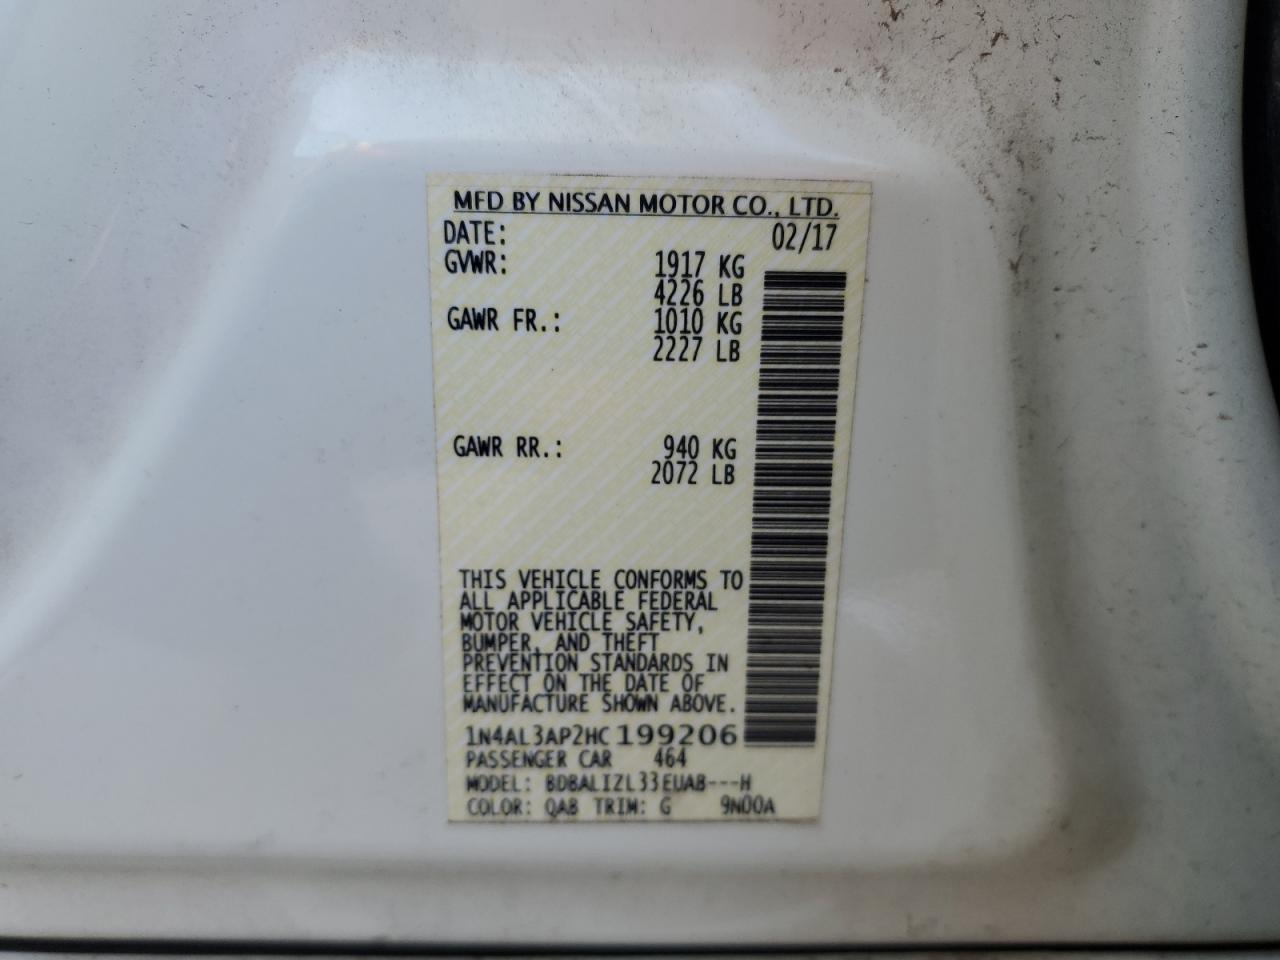 MFD BY NISSAN MOTOR CO., LTD.
DATE: 02/17
GVWR: 1917 KG
4226 LB
GAWR FR.: 1010 KG
2227 LB
GAWR RR.: 940 KG
2072 LB
THIS VEHICLE CONFORMS TO
ALL APPLICABLE FEDERAL
MOTOR VEHICLE SAFETY,
BUMPER, AND THEFT
PREVENTION STANDARDS IN
EFFECT ON THE DATE OF
MANUFACTURE SHOWN ABOVE.
1N4AL3AP2HC199206
PASSENGER CAR 464
MODEL: BDBALIZL33EUAB---H
COLOR: QAB TRIM: G 9N00A